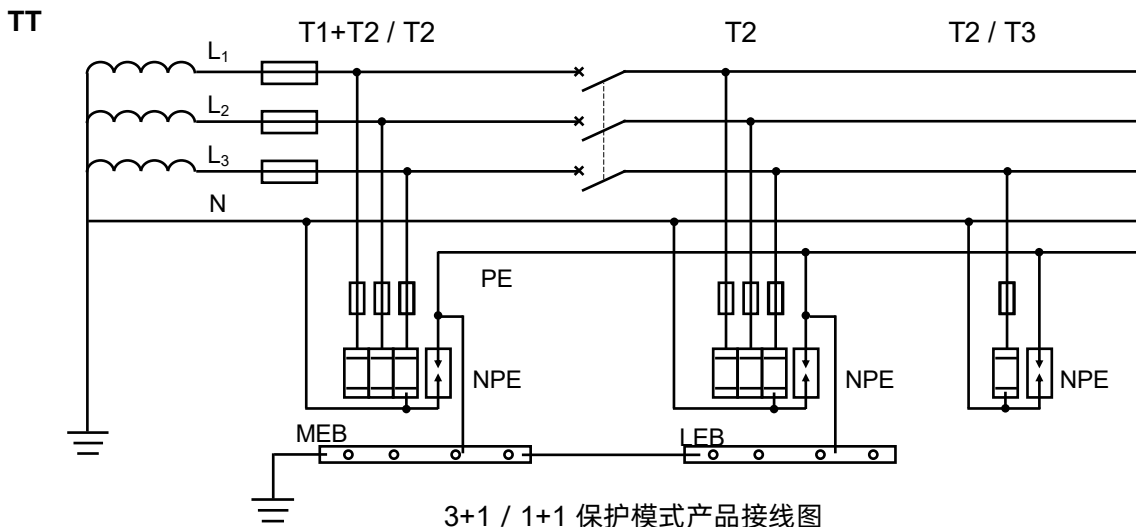 TT
T1+T2 / T2
T2
T2 / T3
L₁
L₂
L₃
N
PE
NPE
NPE
NPE
MEB
LEB
3+1 / 1+1 保护模式产品接线图